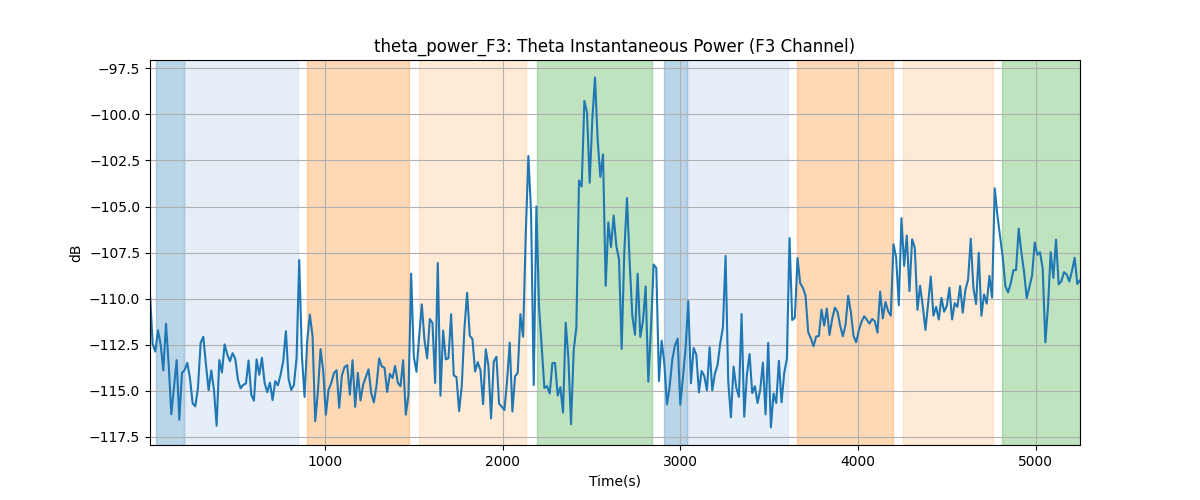 theta_power_F3: Theta Instantaneous Power (F3 Channel)
dB
−97.5
−100.0
−102.5
−105.0
−107.5
−110.0
−112.5
−115.0
−117.5
1000 2000 3000 4000 5000
Time(s)